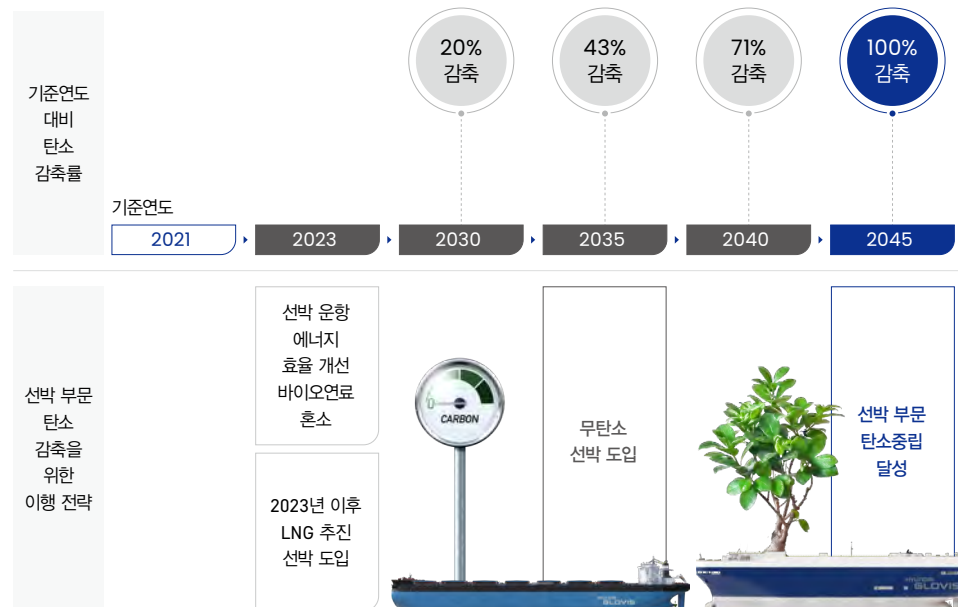 20%
감축
43%
감축
71%
감축
100%
감축
기준연도
대비
탄소
감축률
기준연도
2021
2023
2030
2035
2040
2045
선박 부문
탄소
감축을
위한
이행 전략
선박 운항
에너지
효율 개선
바이오연료
혼소
2023년 이후
LNG 추진
선박 도입
0
CARBON
무탄소
선박 도입
선박 부문
탄소중립
달성
HYUNDAI
GLOVIS
HYUNDAI
GLOVIS